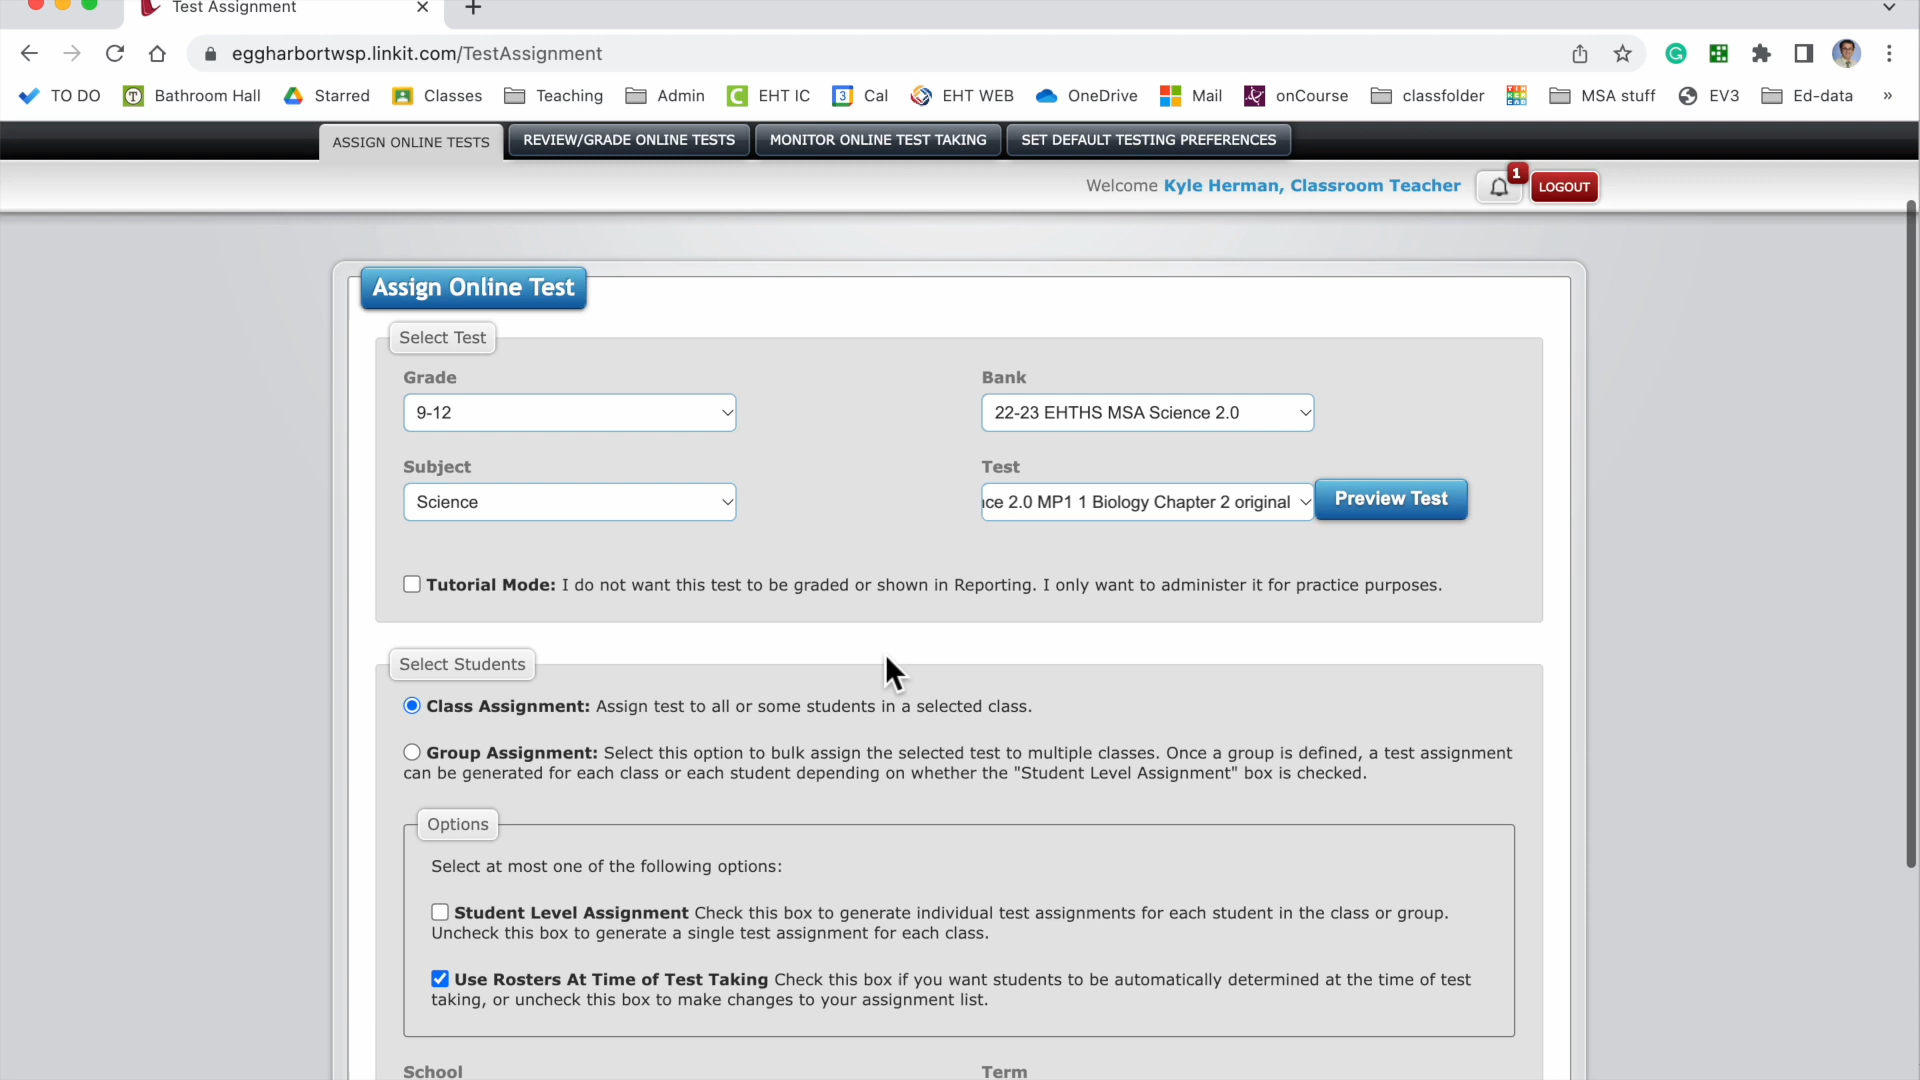 Test Assignment
eggharbortwsp.linkit.com/TestAssignment
TO DO
Bathroom Hall
Starred
Classes
Teaching
Admin
EHT IC
3 Cal
EHT WEB
OneDrive
Mail
onCourse
classfolder
MSA stuff
EV3
Ed-data
»
ASSIGN ONLINE TESTS
REVIEW/GRADE ONLINE TESTS
MONITOR ONLINE TEST TAKING
SET DEFAULT TESTING PREFERENCES
Welcome Kyle Herman, Classroom Teacher
1
LOGOUT
Assign Online Test
Select Test
Grade
Bank
9-12
22-23 EHTHS MSA Science 2.0
Subject
Test
Science
ce 2.0 MP1 1 Biology Chapter 2 original
Preview Test
Tutorial Mode: I do not want this test to be graded or shown in Reporting. I only want to administer it for practice purposes.
Select Students
Class Assignment: Assign test to all or some students in a selected class.
Group Assignment: Select this option to bulk assign the selected test to multiple classes. Once a group is defined, a test assignment
can be generated for each class or each student depending on whether the "Student Level Assignment" box is checked.
Options
Select at most one of the following options:
Student Level Assignment Check this box to generate individual test assignments for each student in the class or group.
Uncheck this box to generate a single test assignment for each class.
Use Rosters At Time of Test Taking Check this box if you want students to be automatically determined at the time of test
taking, or uncheck this box to make changes to your assignment list.
School
Term